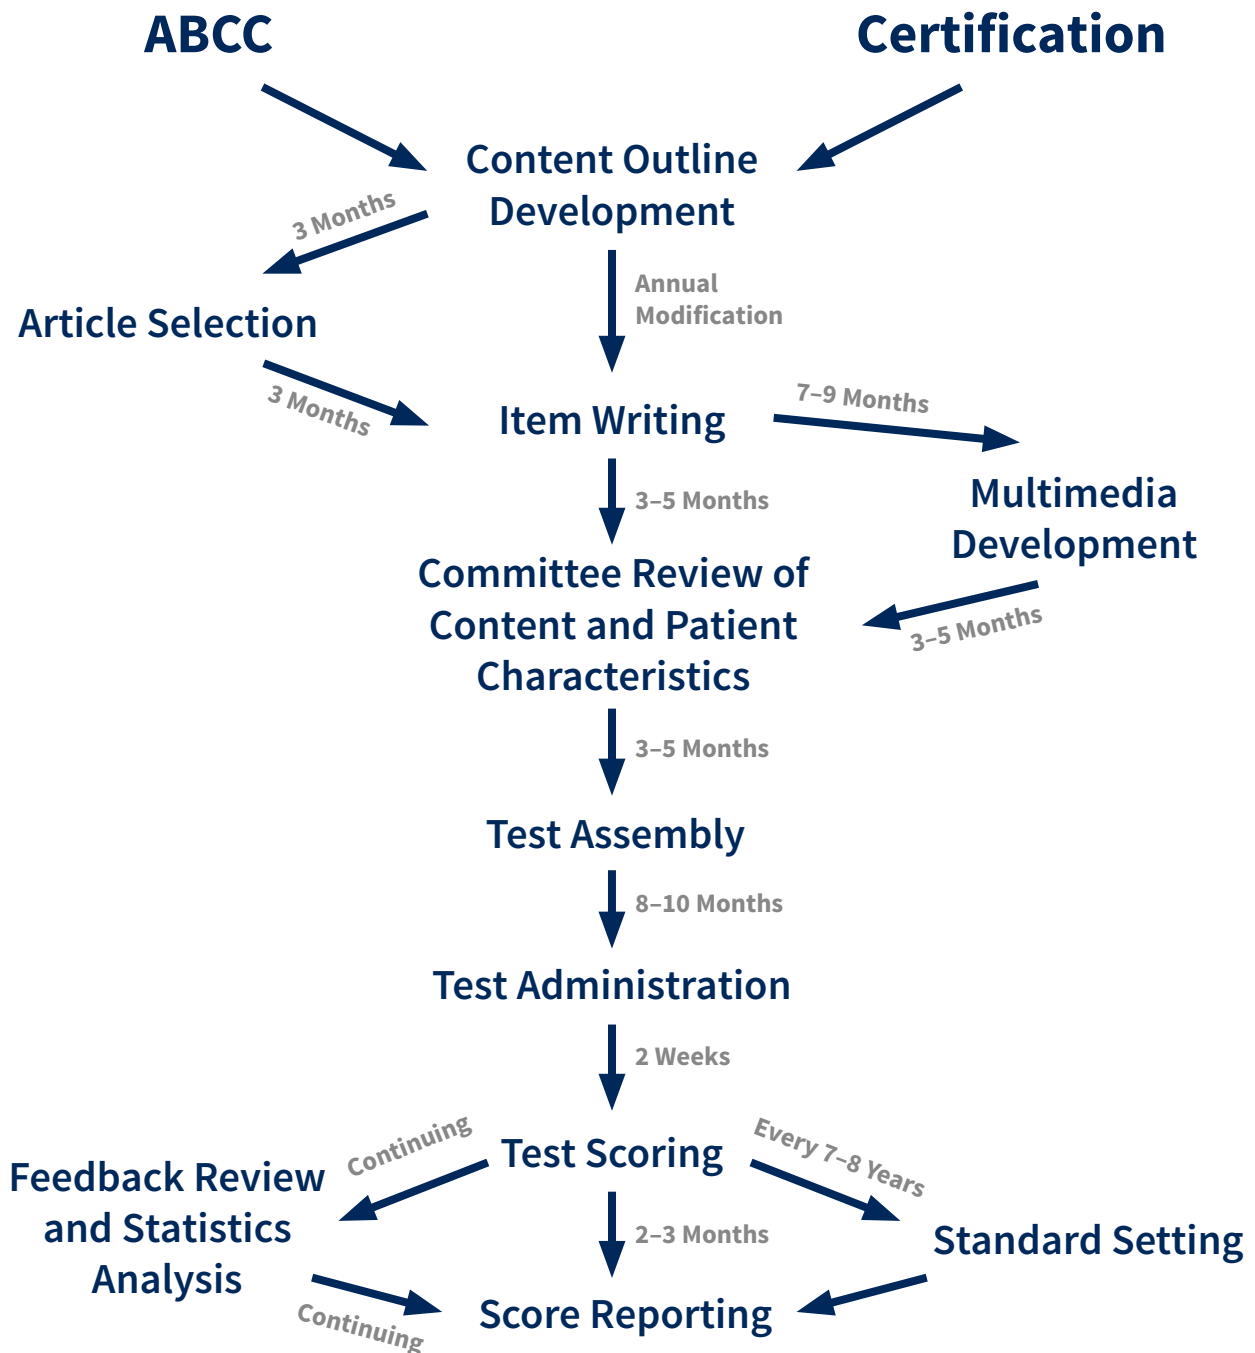 ABCC
Certification
Content Outline
Development
3 Months
Annual
Modification
Article Selection
3 Months
Item Writing
7–9 Months
3–5 Months
Multimedia
Development
Committee Review of
Content and Patient
Characteristics
3–5 Months
3–5 Months
Test Assembly
8–10 Months
Test Administration
2 Weeks
Test Scoring
Continuing
Every 7–8 Years
Feedback Review
and Statistics
Analysis
2–3 Months
Standard Setting
Continuing
Score Reporting